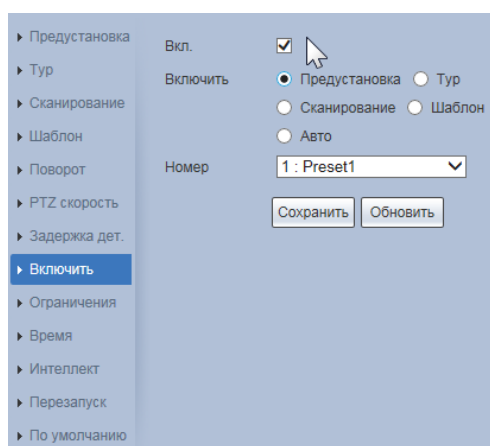 Предустановка
Тур
Сканирование
Шаблон
Поворот
PTZ скорость
Задержка дет.
Включить
Ограничения
Время
Интеллект
Перезапуск
По умолчанию
Вкл.
Включить
Предустановка Тур
Сканирование Шаблон
Авто
Номер 1 : Preset1
Сохранить Обновить